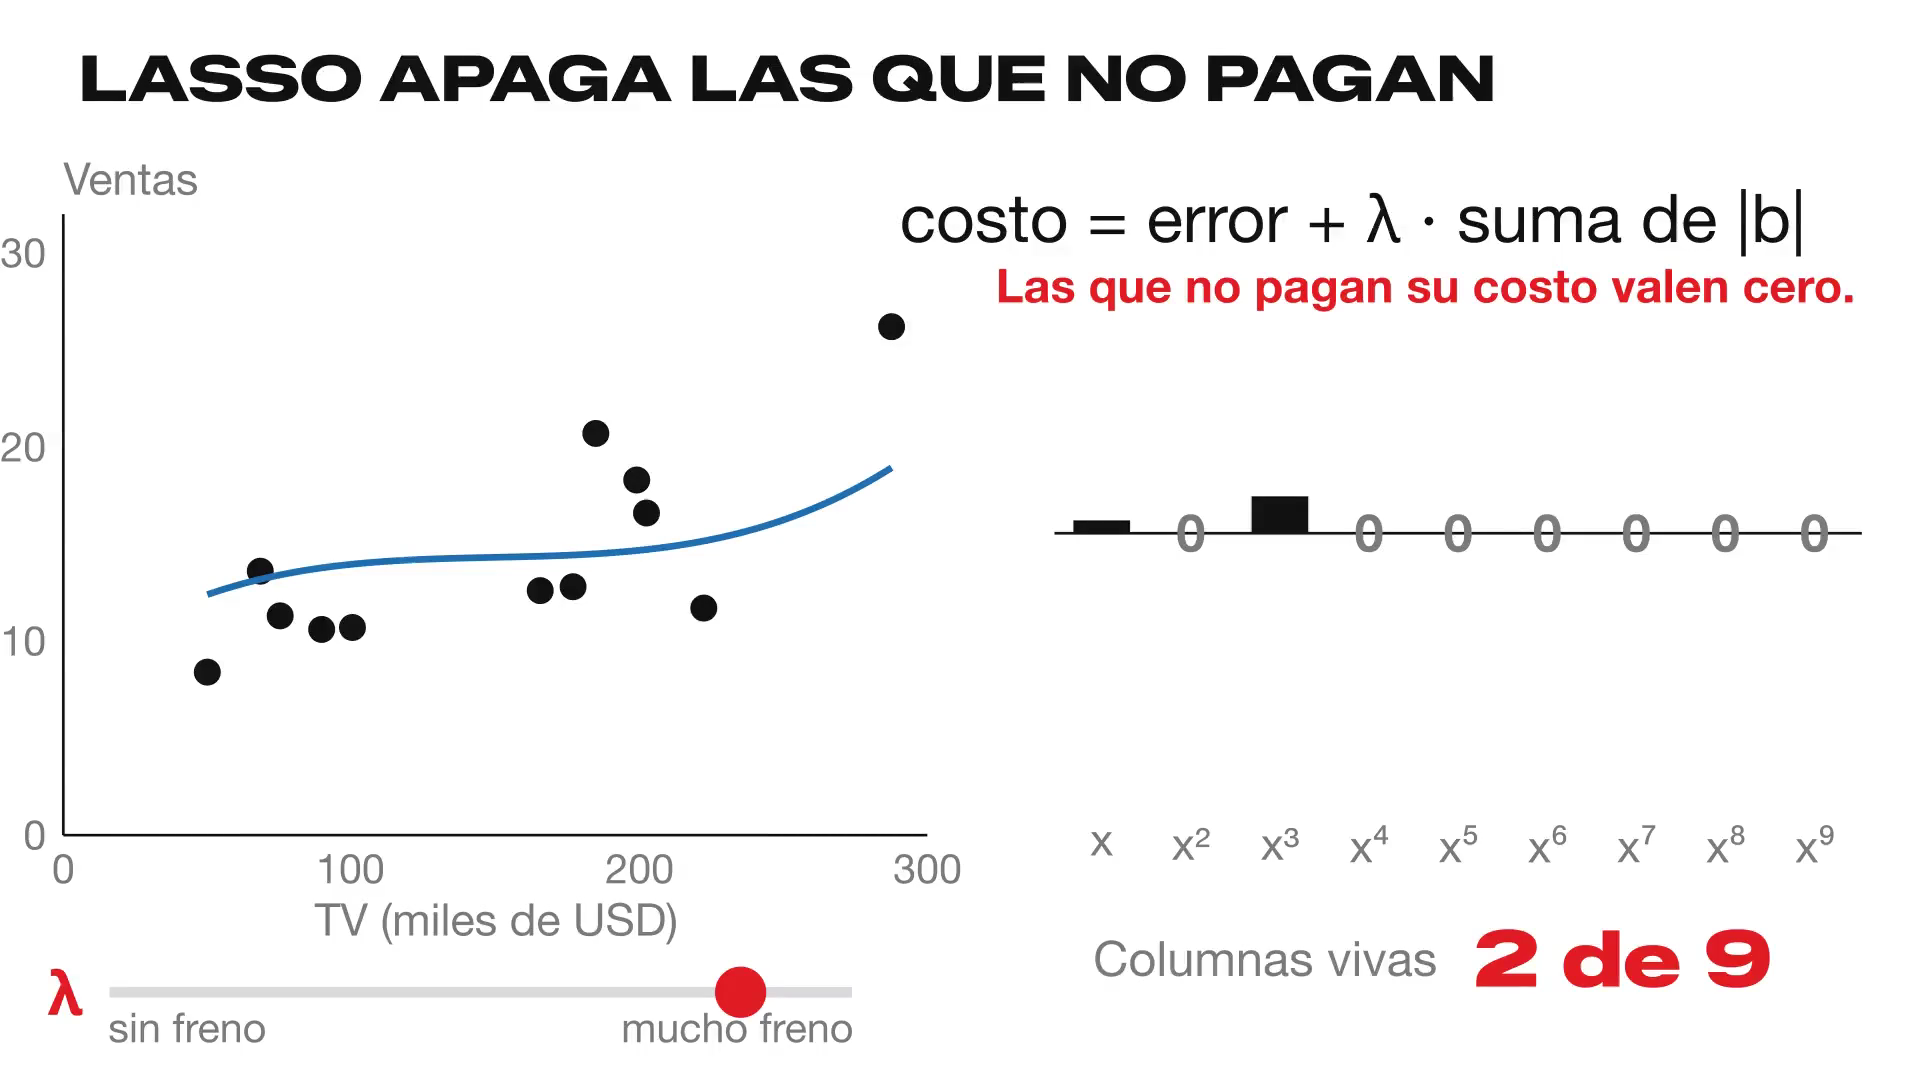 LASSO APAGA LAS QUE NO PAGAN
Ventas
costo = error + λ · suma de |b|
Las que no pagan su costo valen cero.
30
20
10
0
0 100 200 300
TV (miles de USD)
0 0 0 0 0 0 0
x x² x³ x⁴ x⁵ x⁶ x⁷ x⁸ x⁹
Columnas vivas 2 de 9
λ
sin freno mucho freno